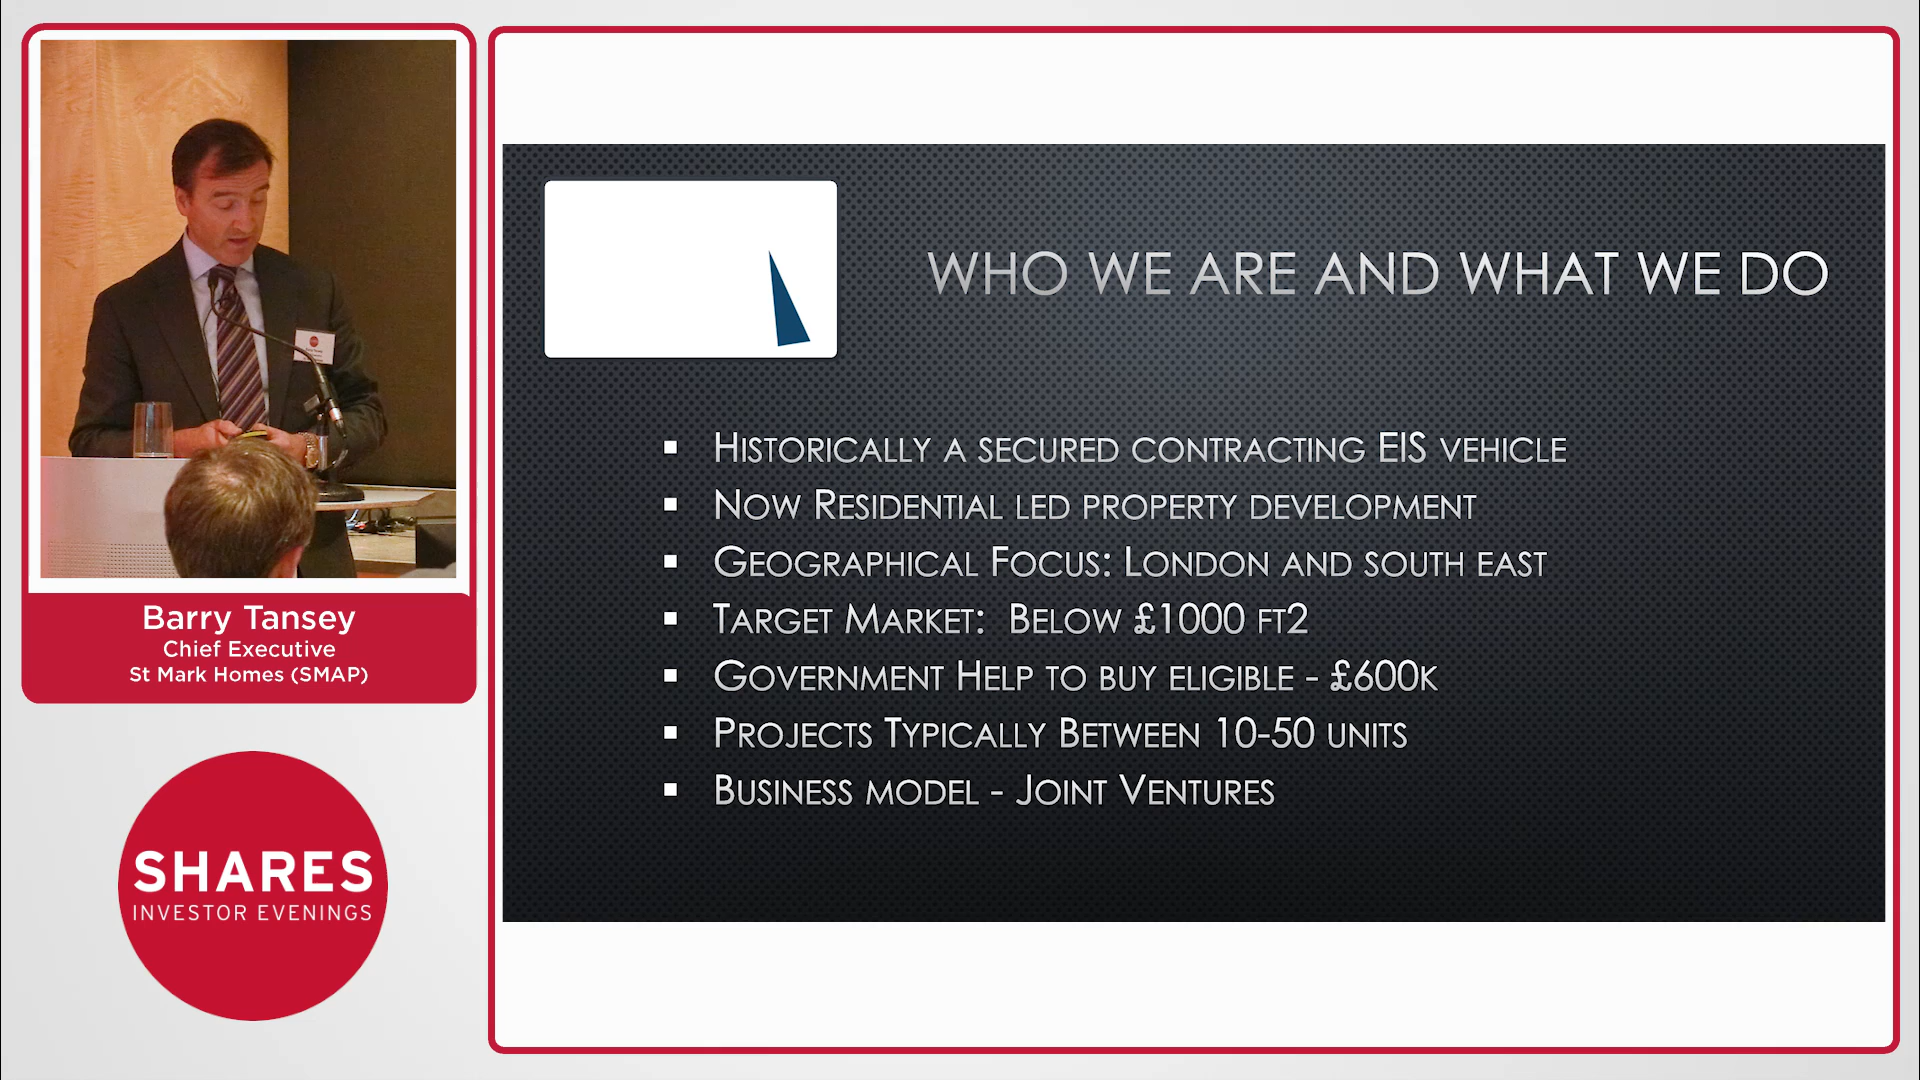 Barry Tansey
Chief Executive
St Mark Homes (SMAP)
SHARES
INVESTOR EVENINGS
WHO WE ARE AND WHAT WE DO
▪ HISTORICALLY A SECURED CONTRACTING EIS VEHICLE
▪ NOW RESIDENTIAL LED PROPERTY DEVELOPMENT
▪ GEOGRAPHICAL FOCUS: LONDON AND SOUTH EAST
▪ TARGET MARKET: BELOW £1000 FT2
▪ GOVERNMENT HELP TO BUY ELIGIBLE - £600K
▪ PROJECTS TYPICALLY BETWEEN 10-50 UNITS
▪ BUSINESS MODEL - JOINT VENTURES